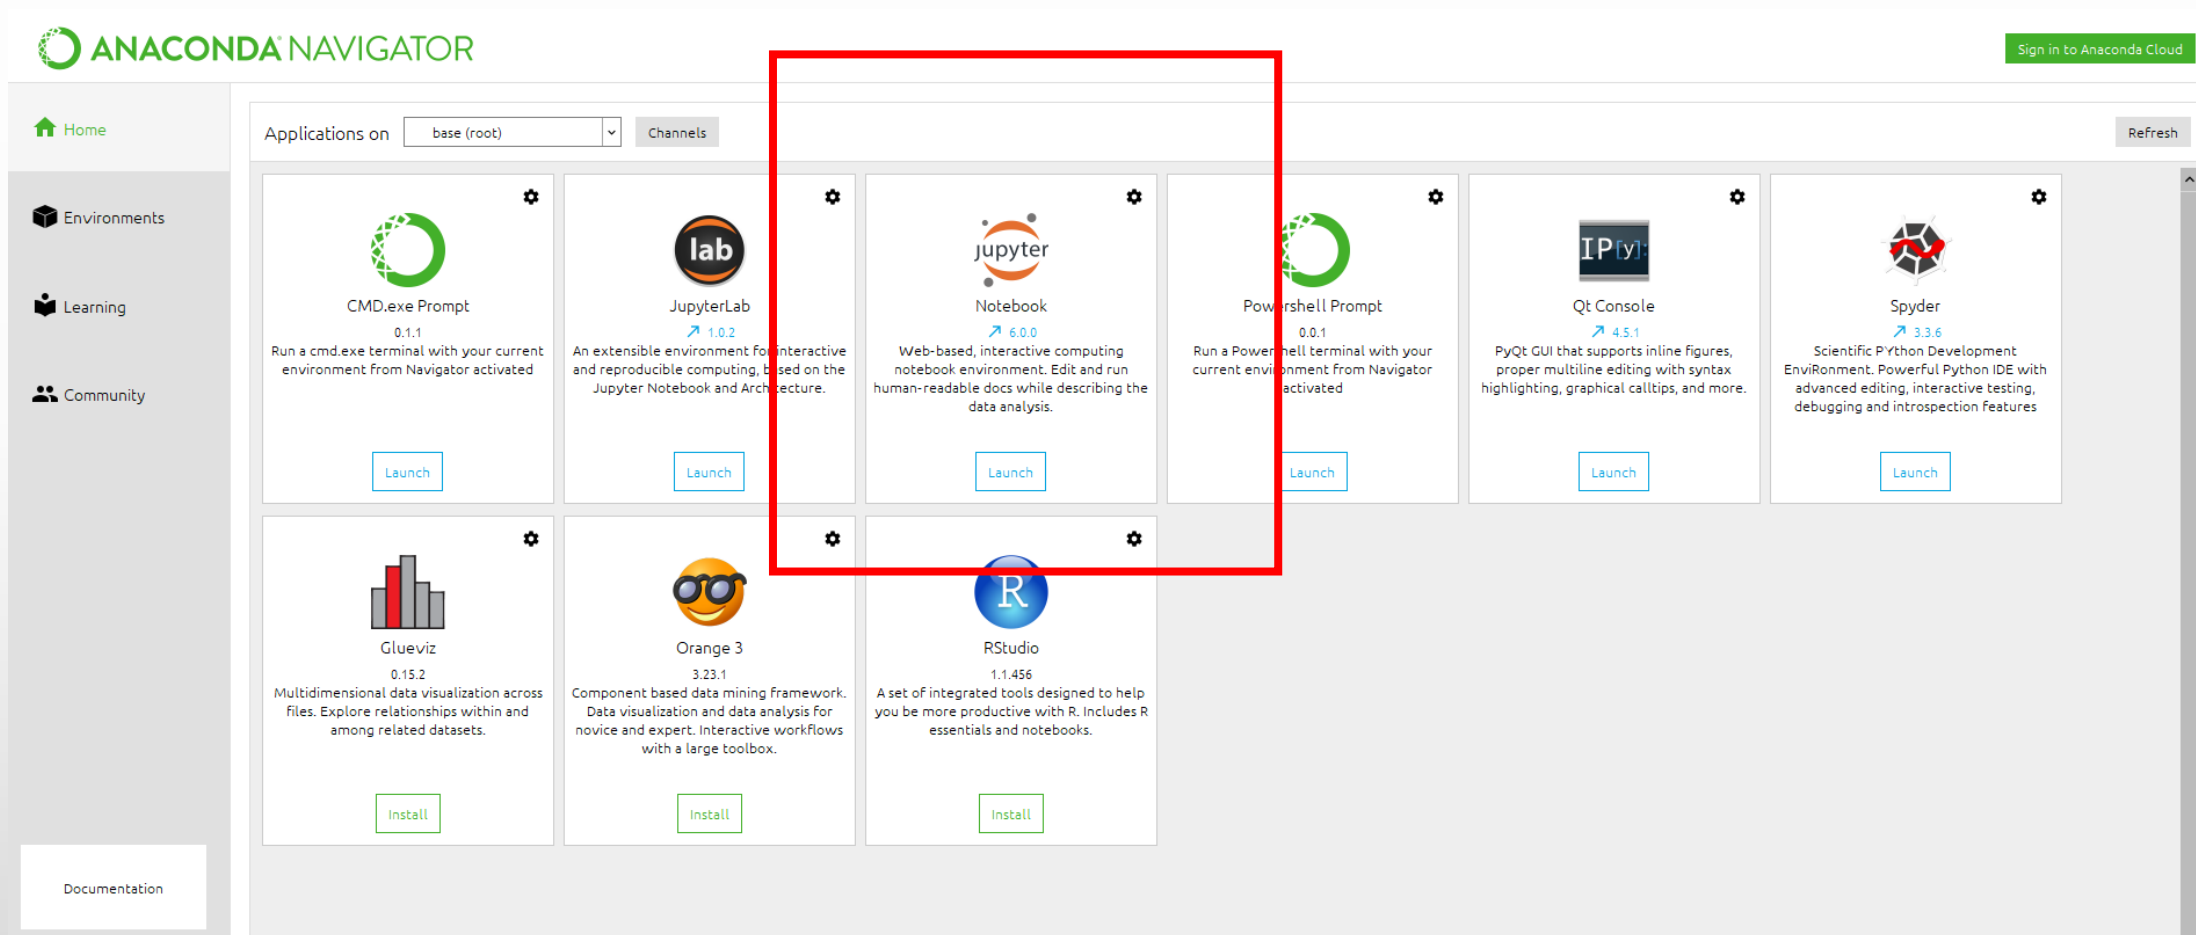 ANACONDA NAVIGATOR
Sign in to Anaconda Cloud
Home
Environments
Learning
Community
Documentation
Applications on
base (root)
Channels
Refresh
CMD.exe Prompt
0.1.1
Run a cmd.exe terminal with your current
environment from Navigator activated
Launch
lab
JupyterLab
1.0.2
An extensible environment for interactive
and reproducible computing, based on the
Jupyter Notebook and Architecture.
Launch
jupyter
Notebook
6.0.0
Web-based, interactive computing
notebook environment. Edit and run
human-readable docs while describing the
data analysis.
Launch
Powershell Prompt
0.0.1
Run a Powershell terminal with your
current environment from Navigator
activated
Launch
IP[y]:
Qt Console
4.5.1
PyQt GUI that supports inline figures,
proper multiline editing with syntax
highlighting, graphical calltips, and more.
Launch
Spyder
3.3.6
Scientific PYthon Development
EnviRonment. Powerful Python IDE with
advanced editing, interactive testing,
debugging and introspection features
Launch
Glueviz
0.15.2
Multidimensional data visualization across
files. Explore relationships within and
among related datasets.
Install
Orange 3
3.23.1
Component based data mining framework.
Data visualization and data analysis for
novice and expert. Interactive workflows
with a large toolbox.
Install
R
RStudio
1.1.456
A set of integrated tools designed to help
you be more productive with R. Includes R
essentials and notebooks.
Install